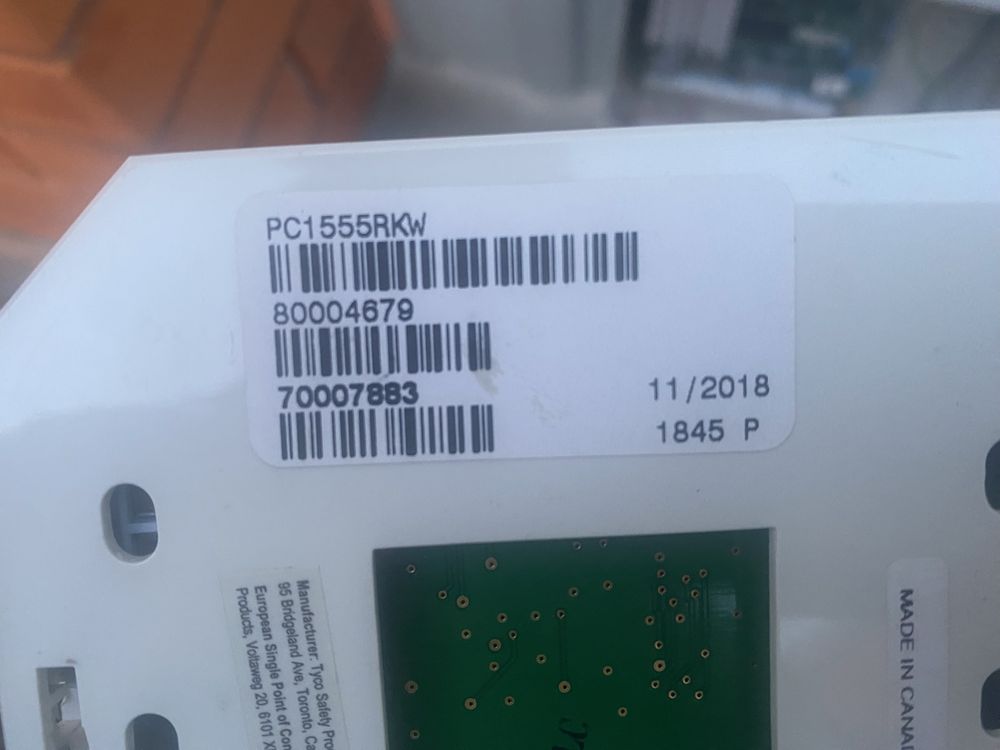 PC1555RKW
80004679
70007883
11/2018
1845 P
Manufacturer: Tyco Safety Pro
95 Bridgeland Ave, Toronto, Ca
European Single Point of Con
Products, Voltaweg 20, 6101 X
MADE IN CANA